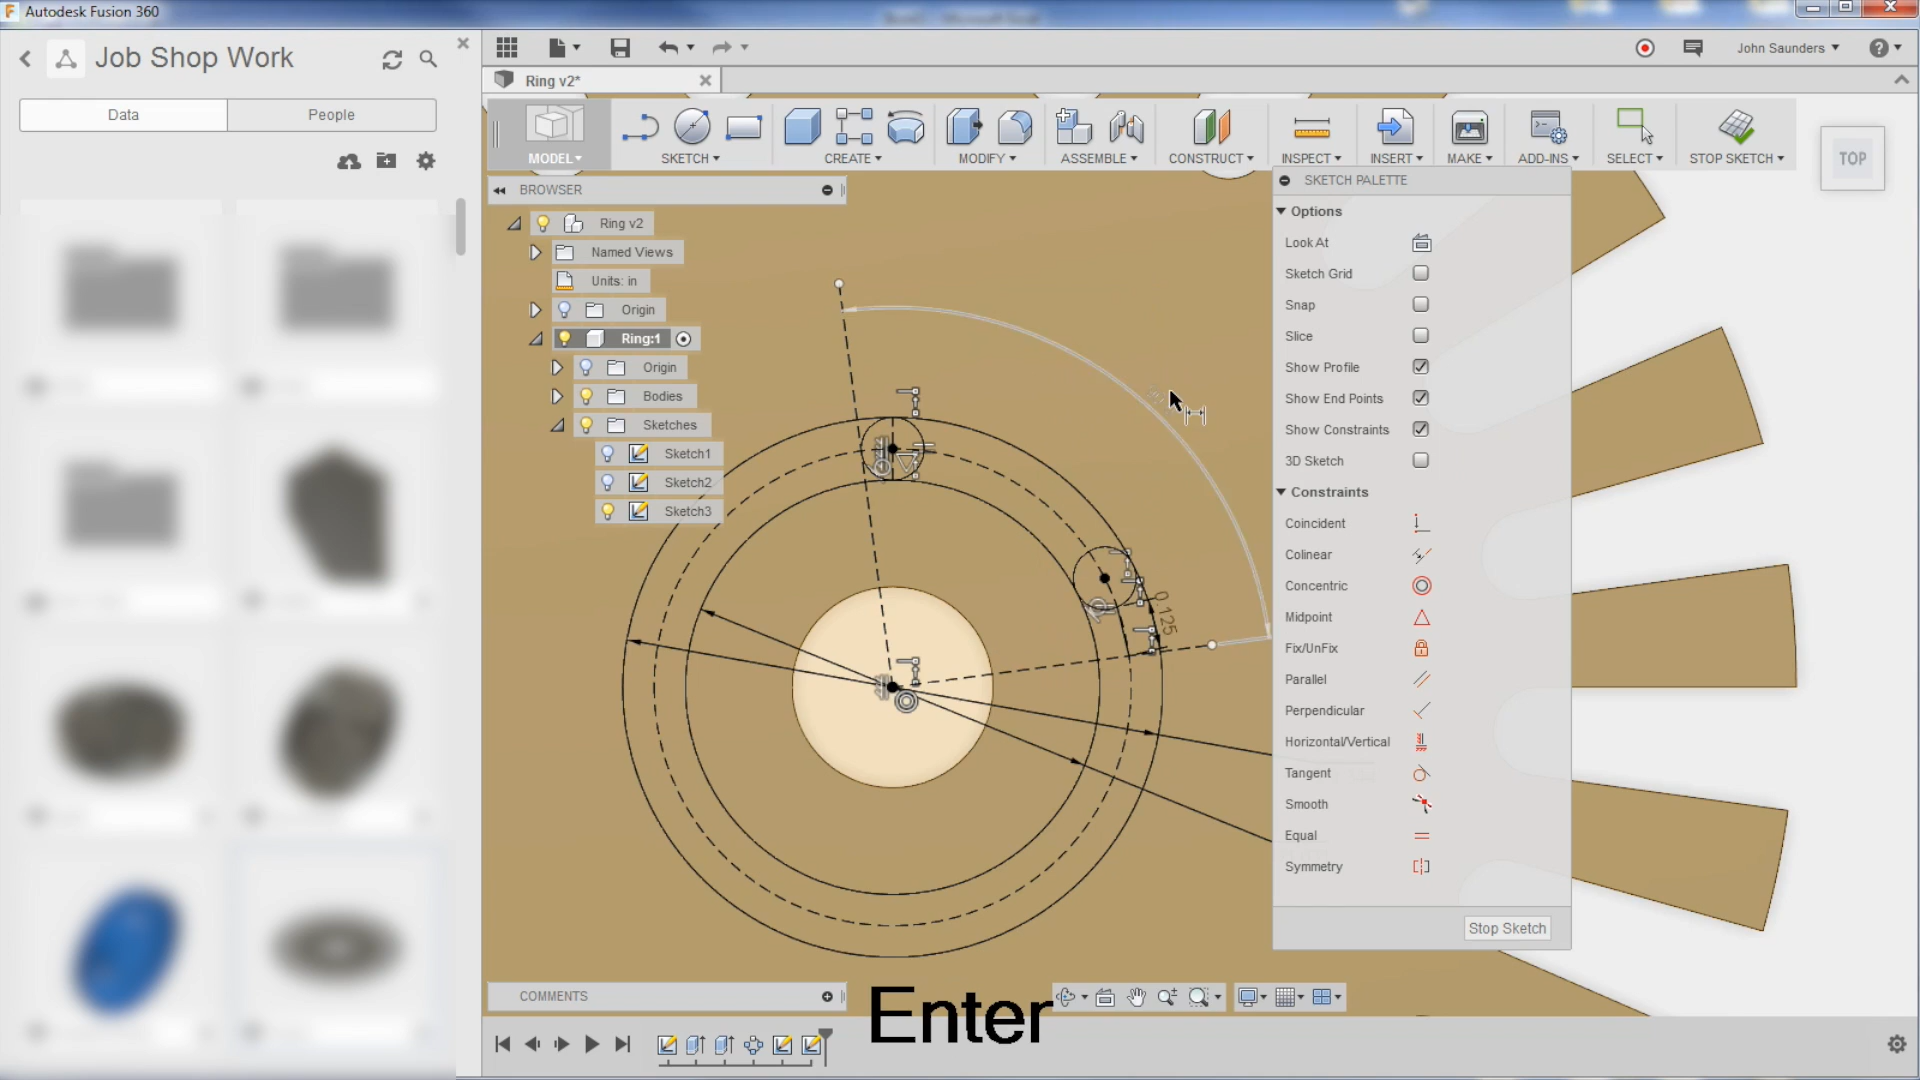 Autodesk Fusion 360
Job Shop Work
Data
People
John Saunders
Ring v2*
MODEL
SKETCH
CREATE
MODIFY
ASSEMBLE
CONSTRUCT
INSPECT
INSERT
MAKE
ADD-INS
SELECT
STOP SKETCH
TOP
BROWSER
Ring v2
Named Views
Units: in
Origin
Ring:1
Origin
Bodies
Sketches
Sketch1
Sketch2
Sketch3
0.125
SKETCH PALETTE
Options
Look At
Sketch Grid
Snap
Slice
Show Profile
Show End Points
Show Constraints
3D Sketch
Constraints
Coincident
Colinear
Concentric
Midpoint
Fix/UnFix
Parallel
Perpendicular
Horizontal/Vertical
Tangent
Smooth
Equal
Symmetry
Stop Sketch
COMMENTS
Enter